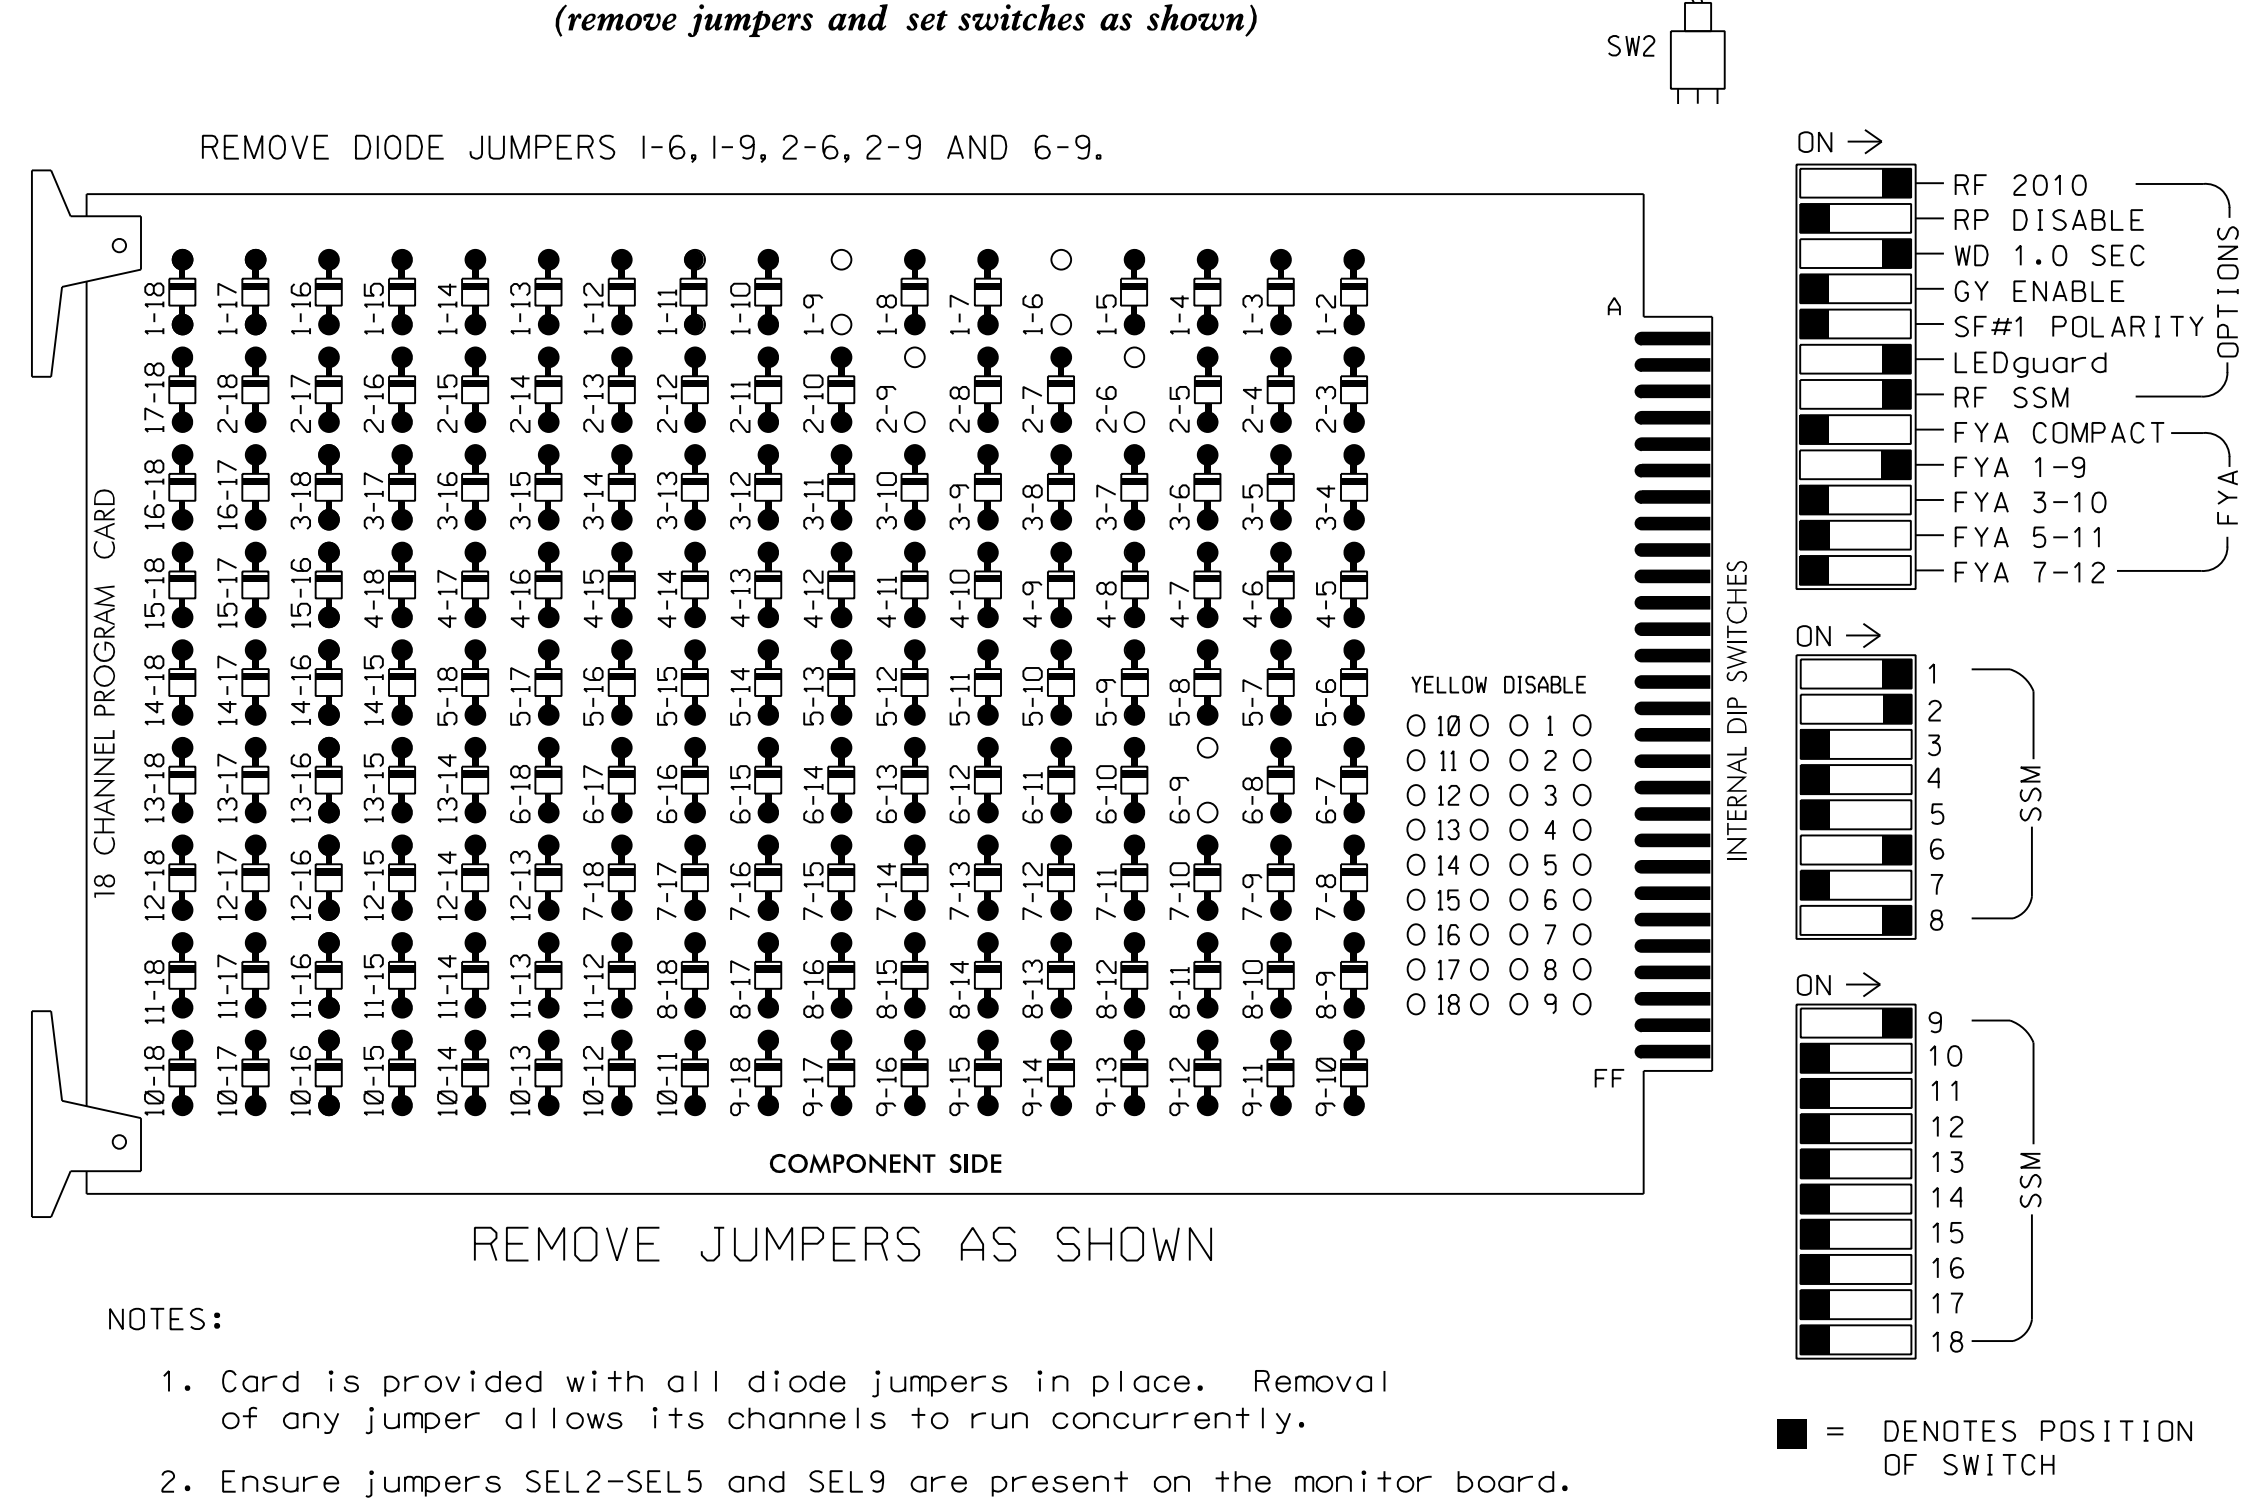 (remove jumpers and set switches as shown)
SW2
REMOVE DIODE JUMPERS 1-6, 1-9, 2-6, 2-9 AND 6-9.
1-18 1-17 1-16 1-15 1-14 1-13 1-12 1-11 1-10 1-9 1-8 1-7 1-6 1-5 1-4 1-3 1-2
17-18 2-18 2-17 2-16 2-15 2-14 2-13 2-12 2-11 2-10 2-9 2-8 2-7 2-6 2-5 2-4 2-3
16-18 16-17 3-18 3-17 3-16 3-15 3-14 3-13 3-12 3-11 3-10 3-9 3-8 3-7 3-6 3-5 3-4
15-18 15-17 15-16 4-18 4-17 4-16 4-15 4-14 4-13 4-12 4-11 4-10 4-9 4-8 4-7 4-6 4-5
14-18 14-17 14-16 14-15 5-18 5-17 5-16 5-15 5-14 5-13 5-12 5-11 5-10 5-9 5-8 5-7 5-6
13-18 13-17 13-16 13-15 13-14 6-18 6-17 6-16 6-15 6-14 6-13 6-12 6-11 6-10 6-9 6-8 6-7
12-18 12-17 12-16 12-15 12-14 12-13 7-18 7-17 7-16 7-15 7-14 7-13 7-12 7-11 7-10 7-9 7-8
11-18 11-17 11-16 11-15 11-14 11-13 11-12 8-18 8-17 8-16 8-15 8-14 8-13 8-12 8-11 8-10 8-9
10-18 10-17 10-16 10-15 10-14 10-13 10-12 10-11 9-18 9-17 9-16 9-15 9-14 9-13 9-12 9-11 9-10
18 CHANNEL PROGRAM CARD
COMPONENT SIDE
A
FF
YELLOW DISABLE
10 1
11 2
12 3
13 4
14 5
15 6
16 7
17 8
18 9
INTERNAL DIP SWITCHES
ON →
RF 2010
RP DISABLE
WD 1.0 SEC
GY ENABLE
SF#1 POLARITY
LEDguard
RF SSM
OPTIONS
FYA COMPACT
FYA 1-9
FYA 3-10
FYA 5-11
FYA 7-12
FYA
ON →
1
2
3
4
5
6
7
8
SSM
ON →
9
10
11
12
13
14
15
16
17
18
SSM
■ = DENOTES POSITION
OF SWITCH
REMOVE JUMPERS AS SHOWN
NOTES:
1. Card is provided with all diode jumpers in place. Removal
of any jumper allows its channels to run concurrently.
2. Ensure jumpers SEL2-SEL5 and SEL9 are present on the monitor board.